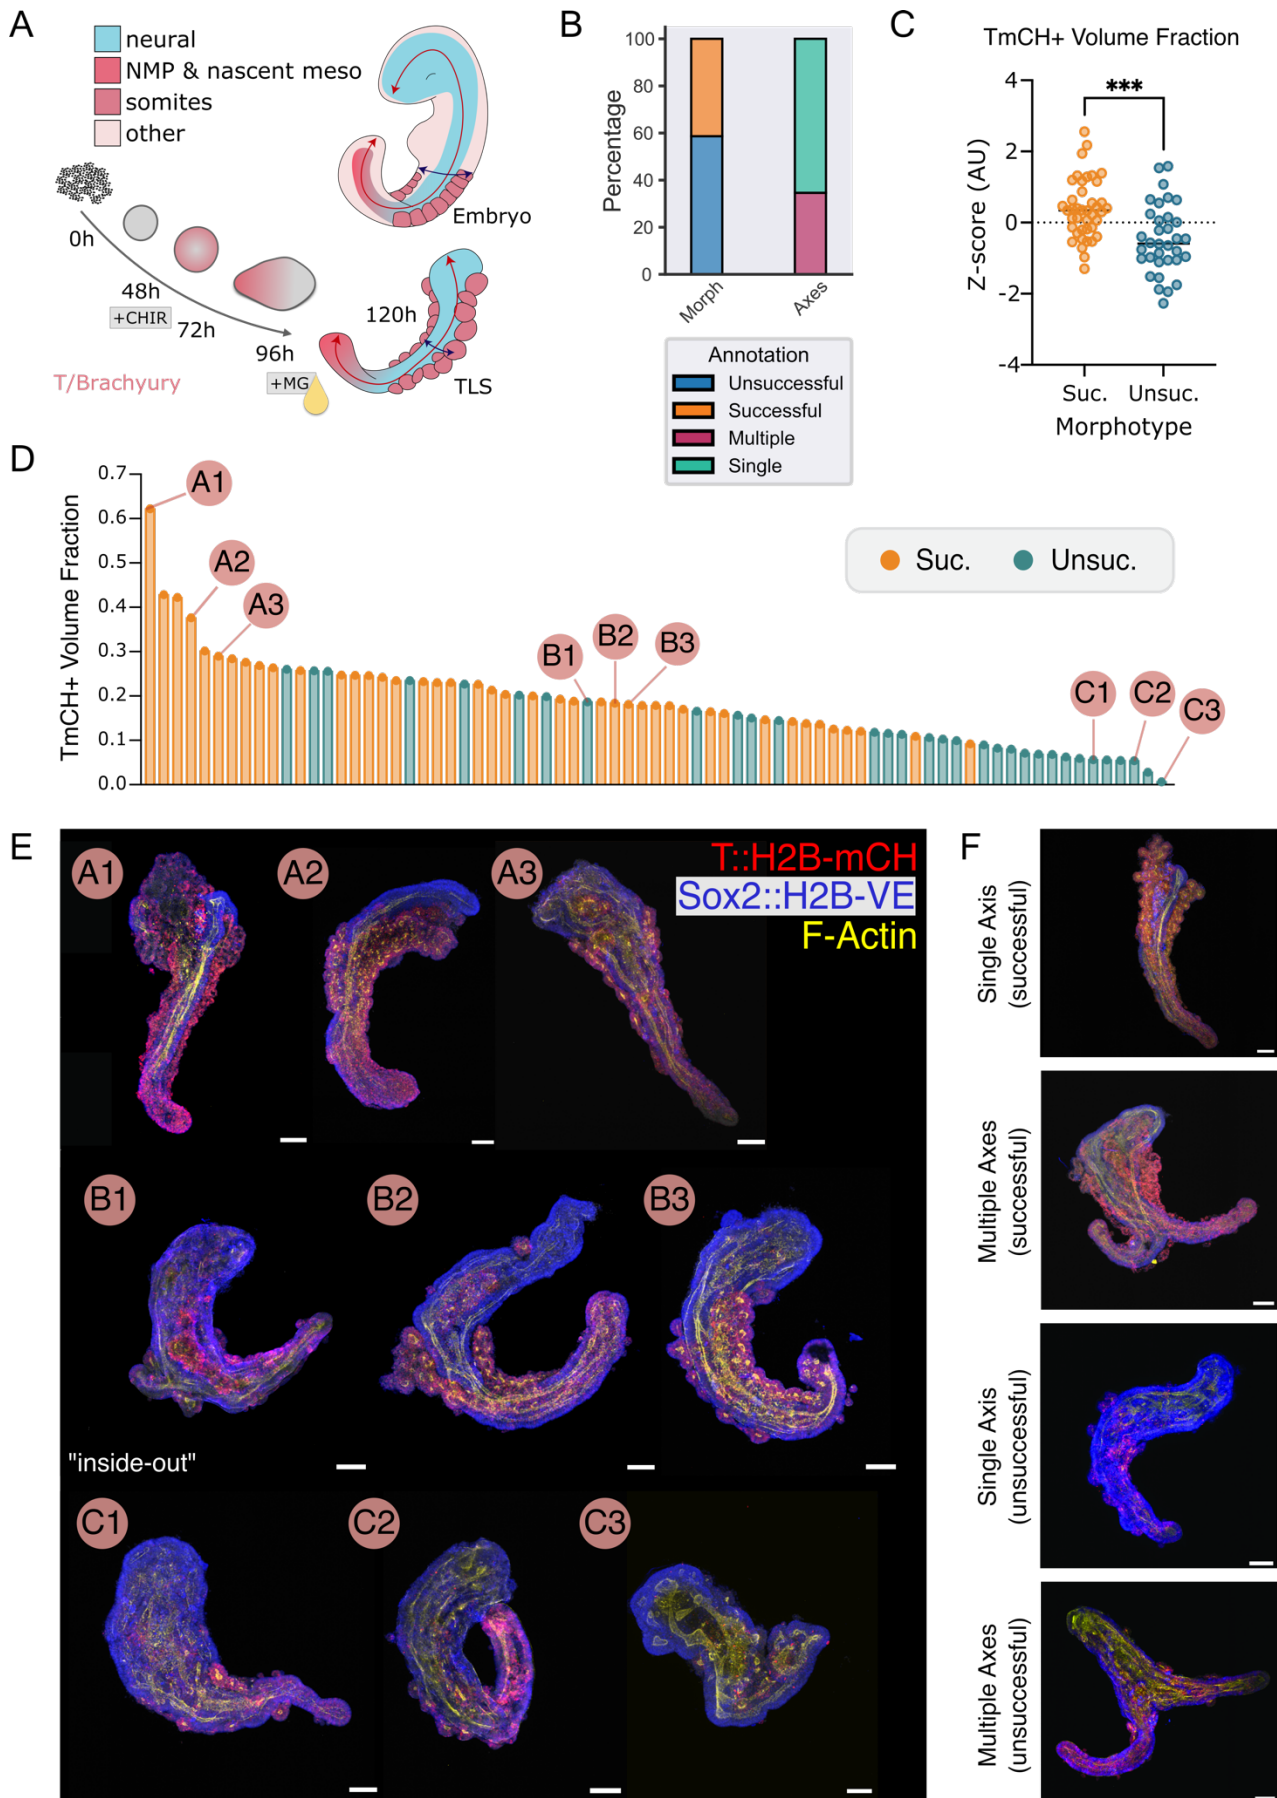 A
neural
NMP & nascent meso
somites
other
Embryo
0h
48h
+CHIR
72h
96h
+MG
120h
TLS
T/Brachyury
B
100
80
60
40
20
0
Percentage
Morph
Axes
Annotation
Unsuccessful
Successful
Multiple
Single
C
TmCH+ Volume Fraction
***
4
2
0
-2
-4
Z-score (AU)
Suc.
Unsuc.
Morphotype
D
0.7
0.6
0.5
0.4
0.3
0.2
0.1
0.0
TmCH+ Volume Fraction
A1
A2
A3
B1
B2
B3
C1
C2
C3
Suc.
Unsuc.
E
A1
A2
A3
T::H2B-mCH
Sox2::H2B-VE
F-Actin
B1
B2
B3
"inside-out"
C1
C2
C3
F
Single Axis
(successful)
Multiple Axes
(successful)
Single Axis
(unsuccessful)
Multiple Axes
(unsuccessful)